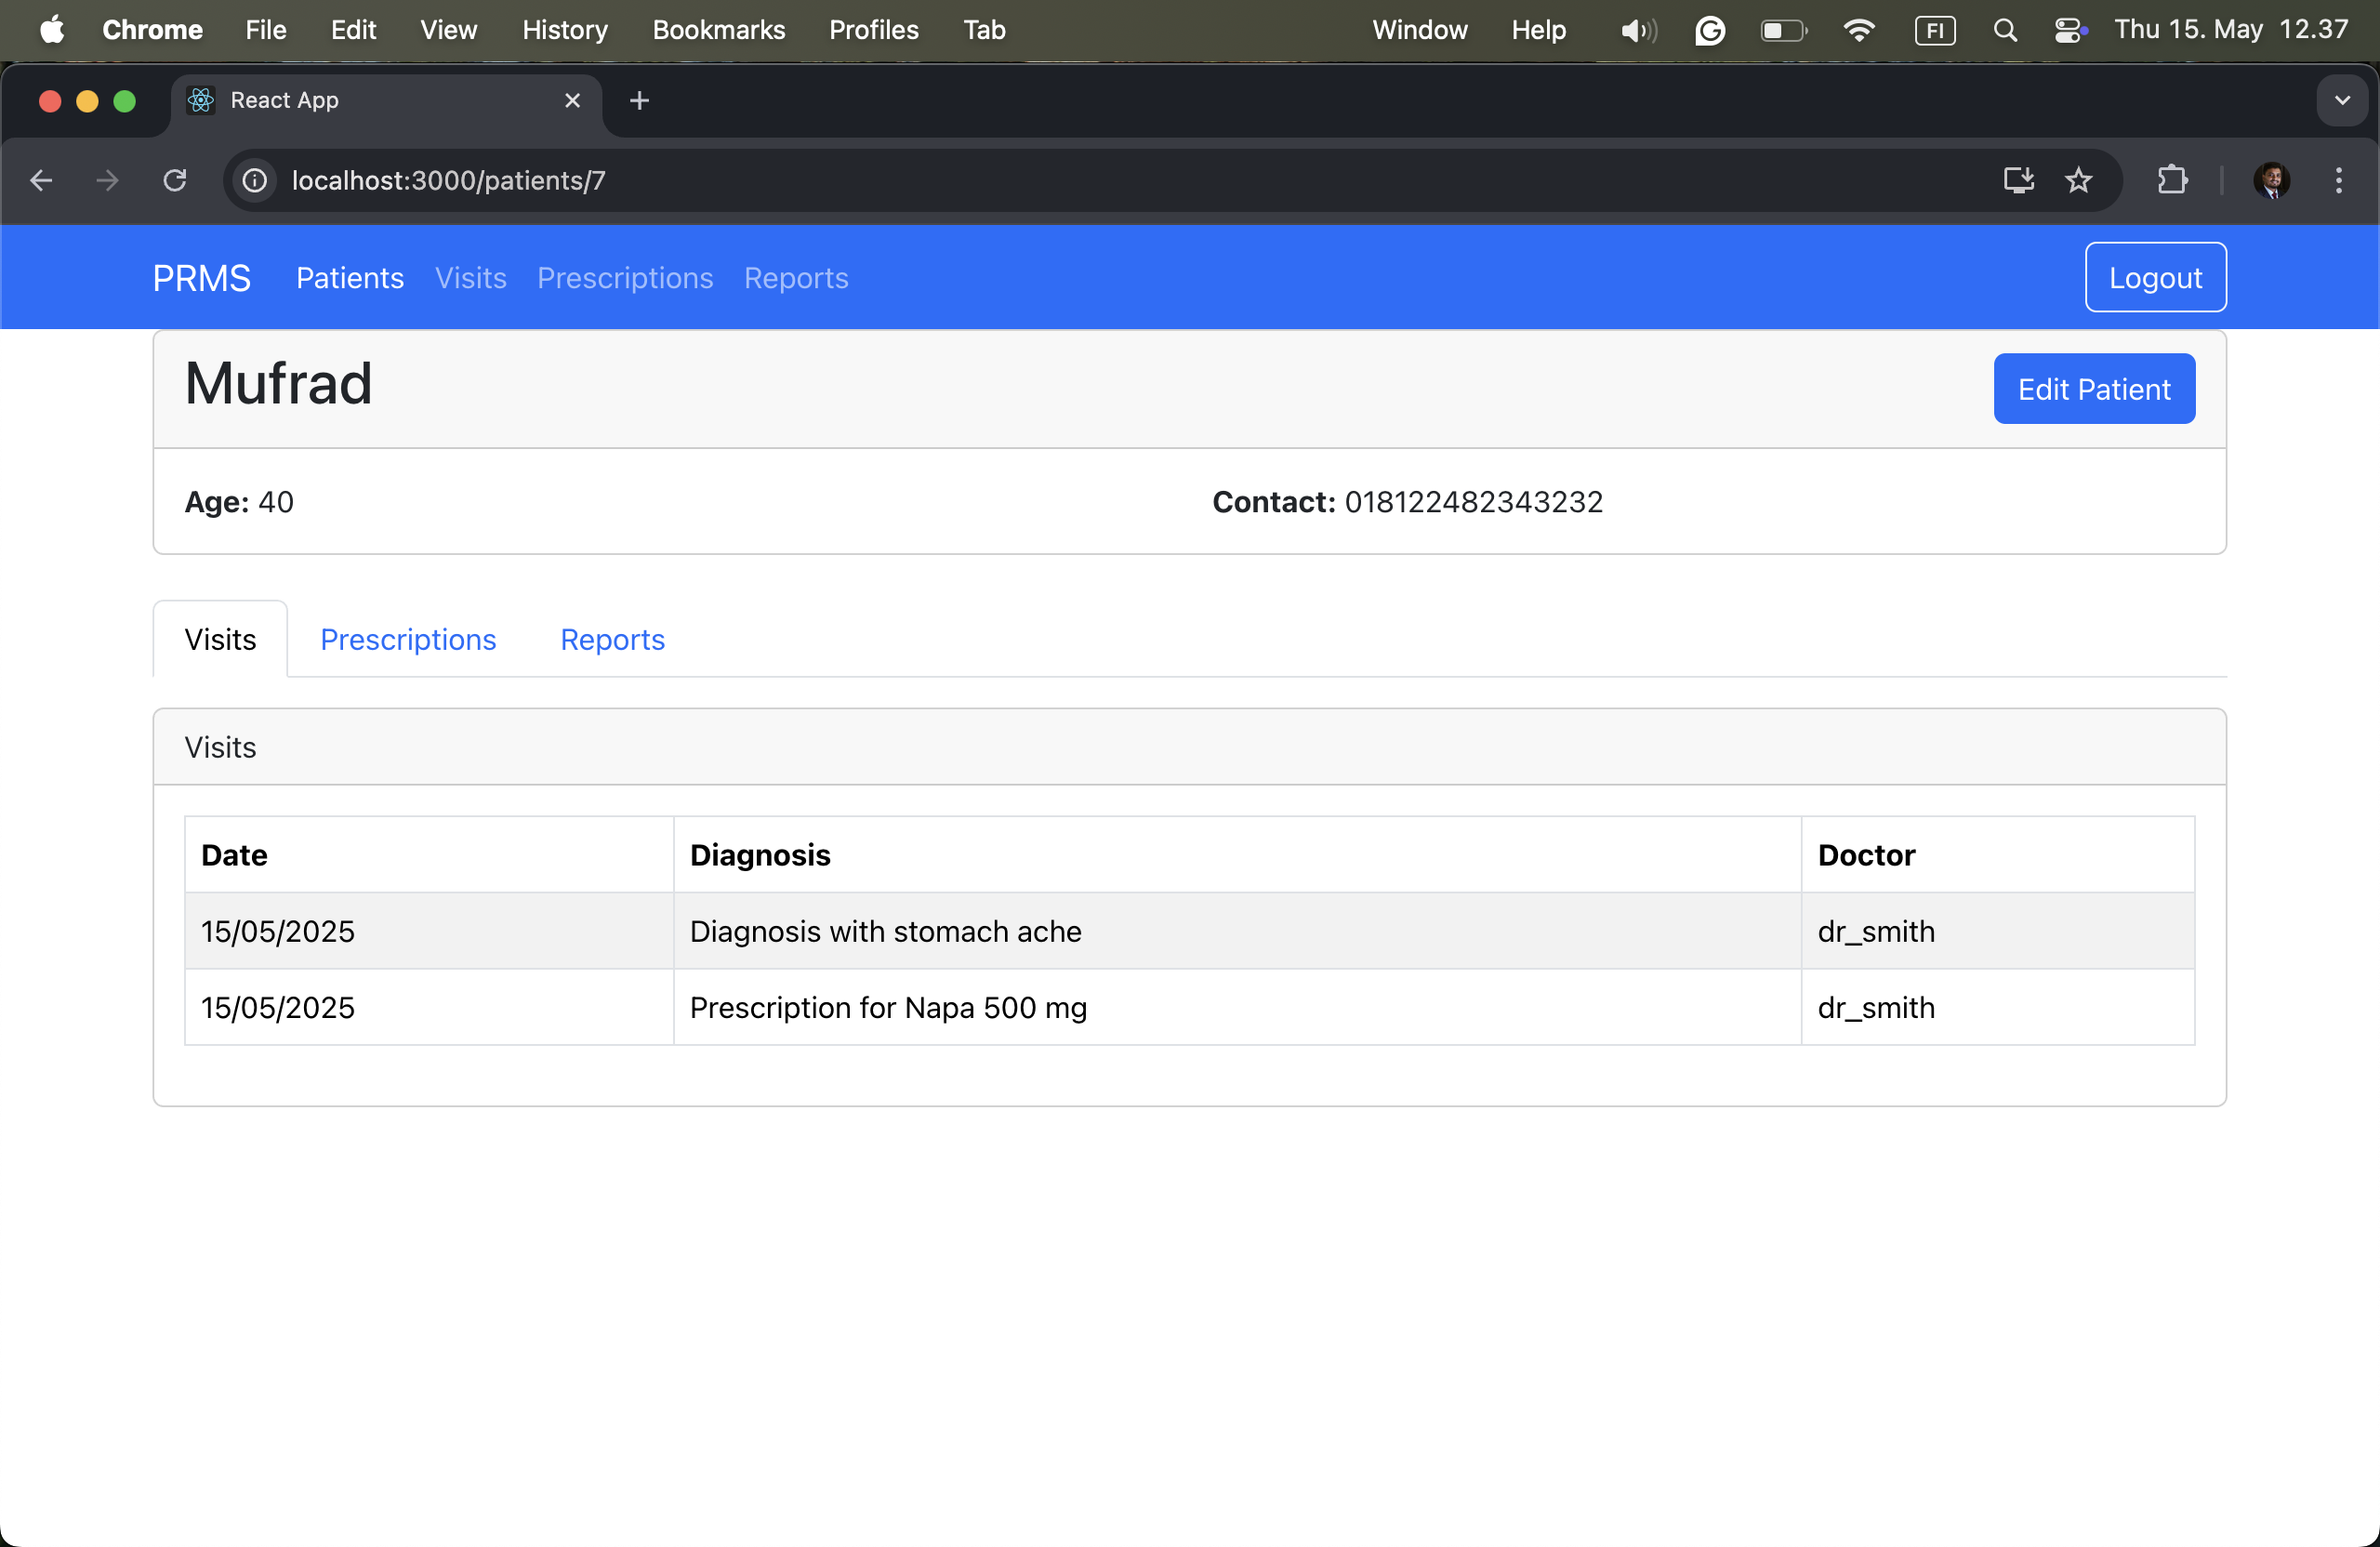 Chrome File Edit View History Bookmarks Profiles Tab Window Help FI Thu 15. May 12.37
React App
localhost:3000/patients/7
PRMS Patients Visits Prescriptions Reports Logout
Mufrad Edit Patient
Age: 40 Contact: 018122482343232
Visits Prescriptions Reports
Visits
Date Diagnosis Doctor
15/05/2025 Diagnosis with stomach ache dr_smith
15/05/2025 Prescription for Napa 500 mg dr_smith